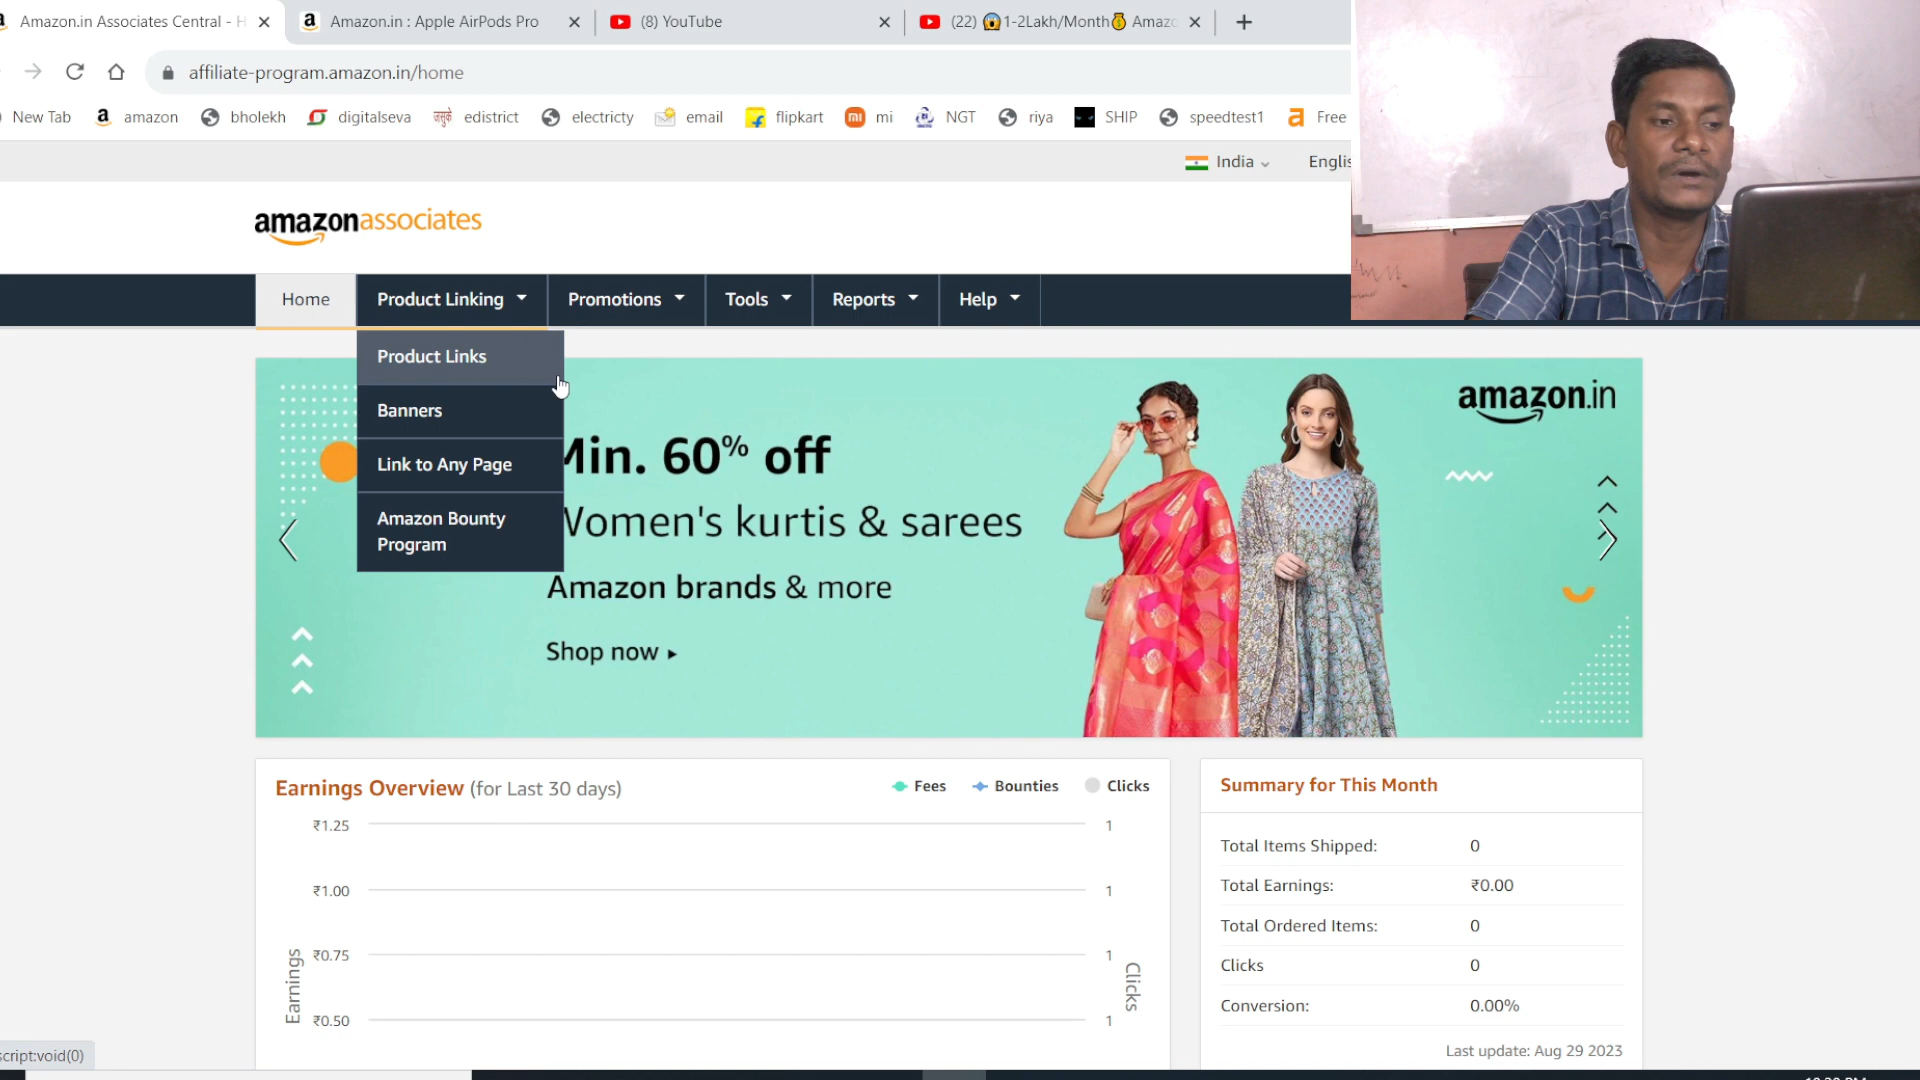 Amazon.in Associates Central - H
Amazon.in : Apple AirPods Pro
(8) YouTube
(22) 😱1-2Lakh/Month💰 Amazo
affiliate-program.amazon.in/home
New Tab
amazon
bholekh
digitalseva
edistrict
electricty
email
flipkart
mi
NGT
riya
SHIP
speedtest1
Free
India
Englis
amazonassociates
Home
Product Linking
Promotions
Tools
Reports
Help
Product Links
Banners
Link to Any Page
Amazon Bounty
Program
Min. 60% off
Women's kurtis & sarees
Amazon brands & more
Shop now ▸
amazon.in
Earnings Overview (for Last 30 days)
Fees
Bounties
Clicks
₹1.25
1
₹1.00
1
₹0.75
1
₹0.50
1
Earnings
Clicks
Summary for This Month
Total Items Shipped: 0
Total Earnings: ₹0.00
Total Ordered Items: 0
Clicks 0
Conversion: 0.00%
Last update: Aug 29 2023
script:void(0)